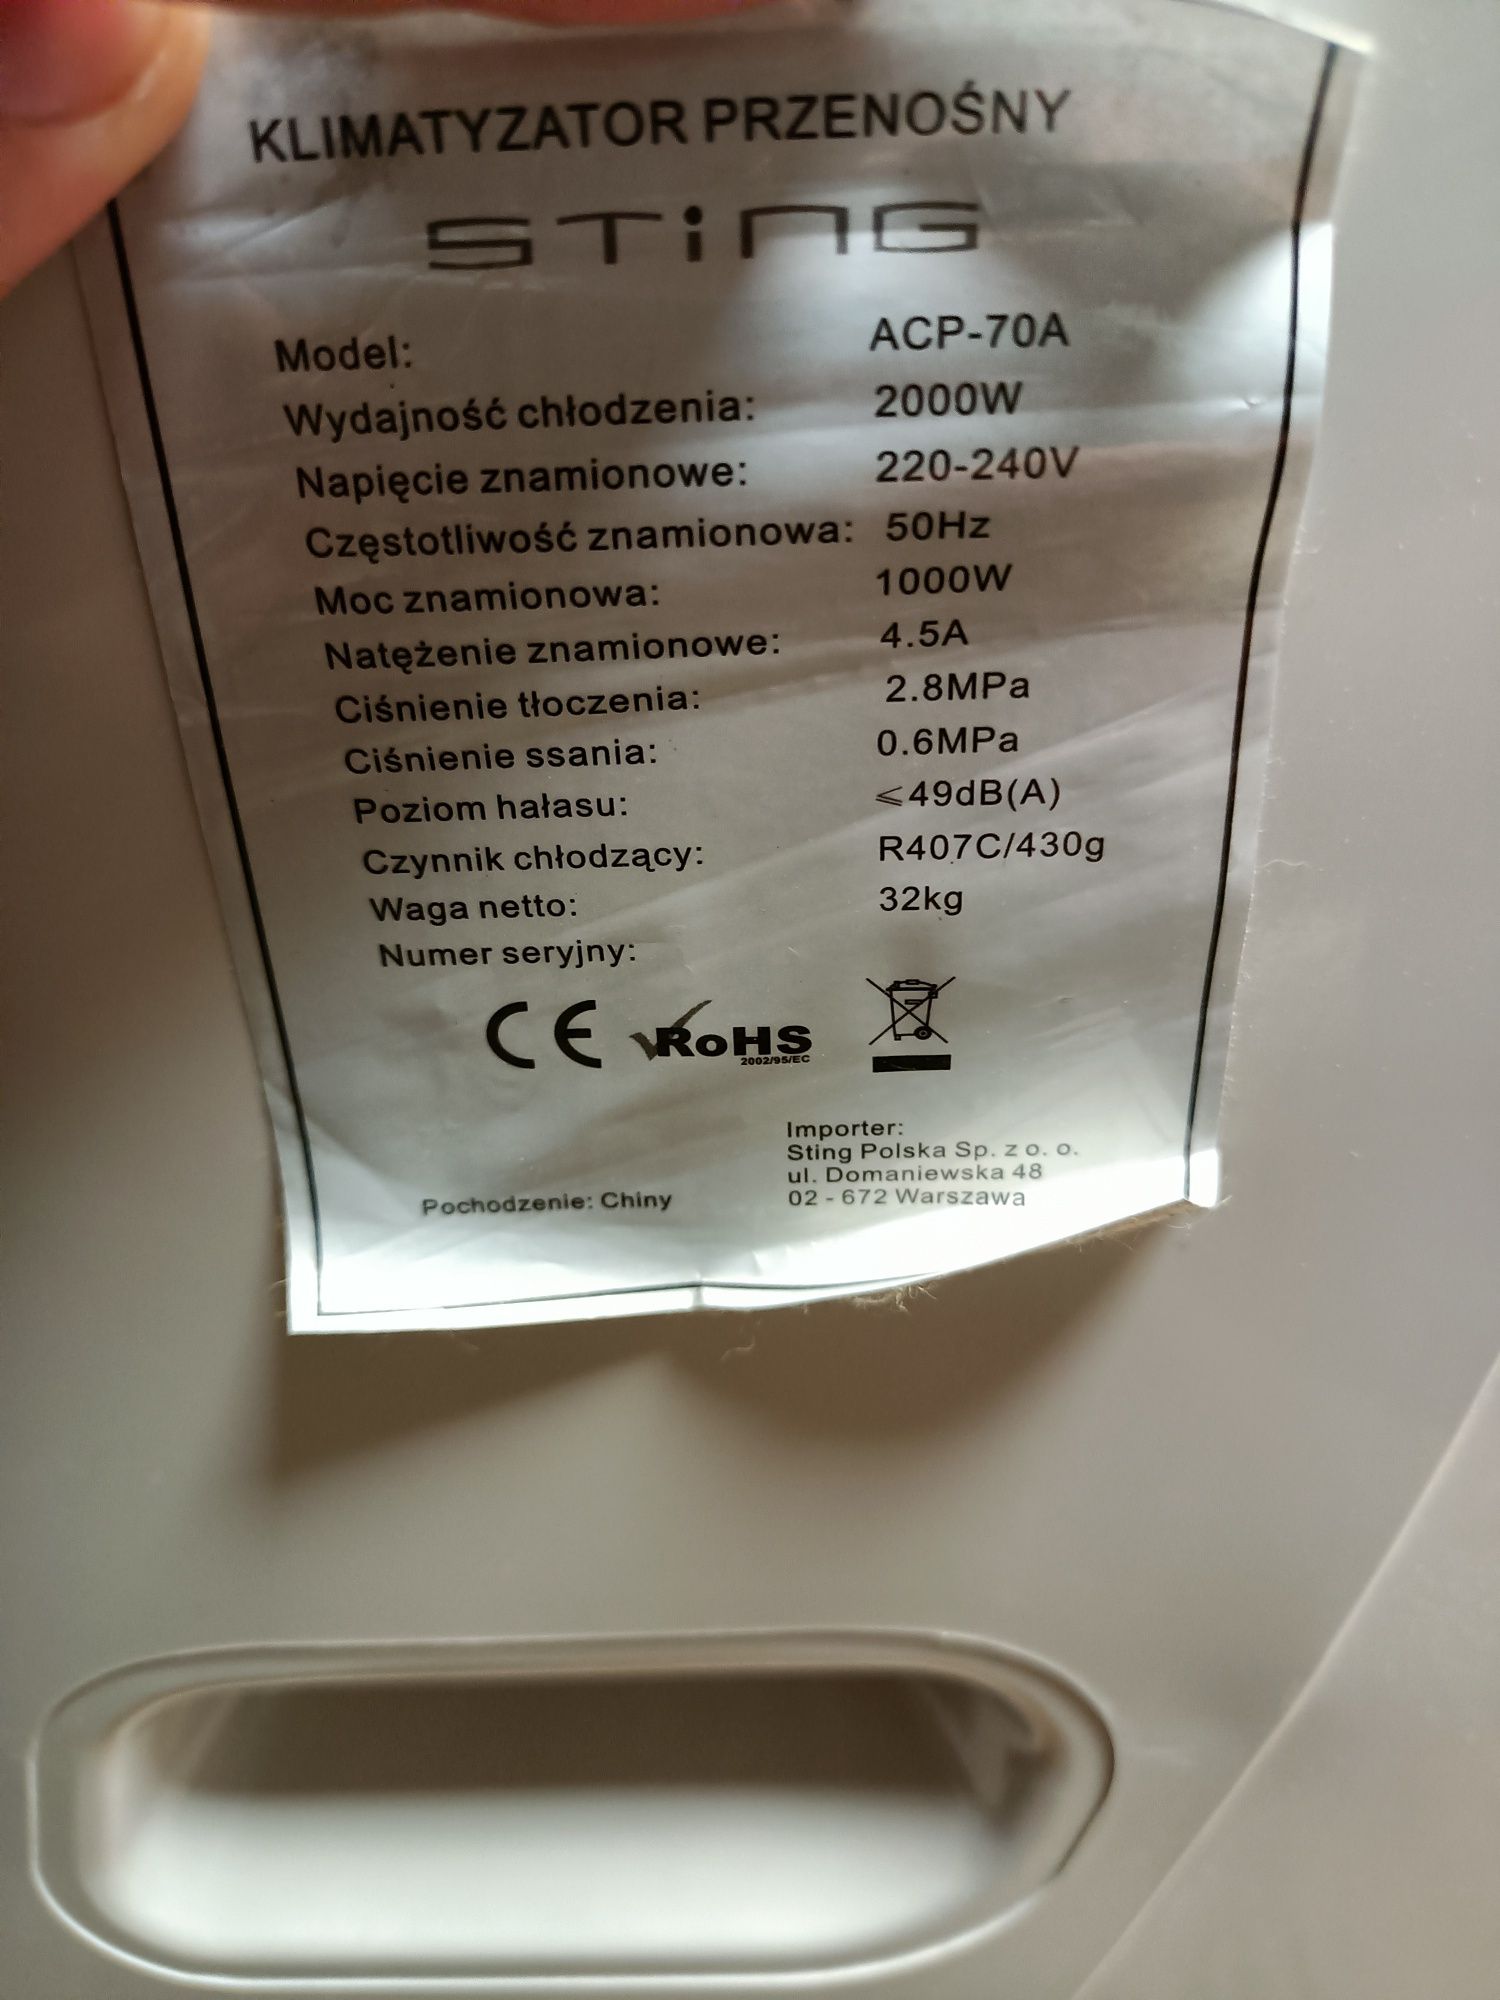 KLIMATYZATOR PRZENOŚNY
STiNG
Model: ACP-70A
Wydajność chłodzenia: 2000W
Napięcie znamionowe: 220-240V
Częstotliwość znamionowa: 50Hz
Moc znamionowa: 1000W
Natężenie znamionowe: 4.5A
Ciśnienie tłoczenia: 2.8MPa
Ciśnienie ssania: 0.6MPa
Poziom hałasu: ⩽49dB(A)
Czynnik chłodzący: R407C/430g
Waga netto: 32kg
Numer seryjny:
CE RoHS
2002/95/EC
Importer:
Sting Polska Sp. z o. o.
ul. Domaniewska 48
Pochodzenie: Chiny 02 - 672 Warszawa